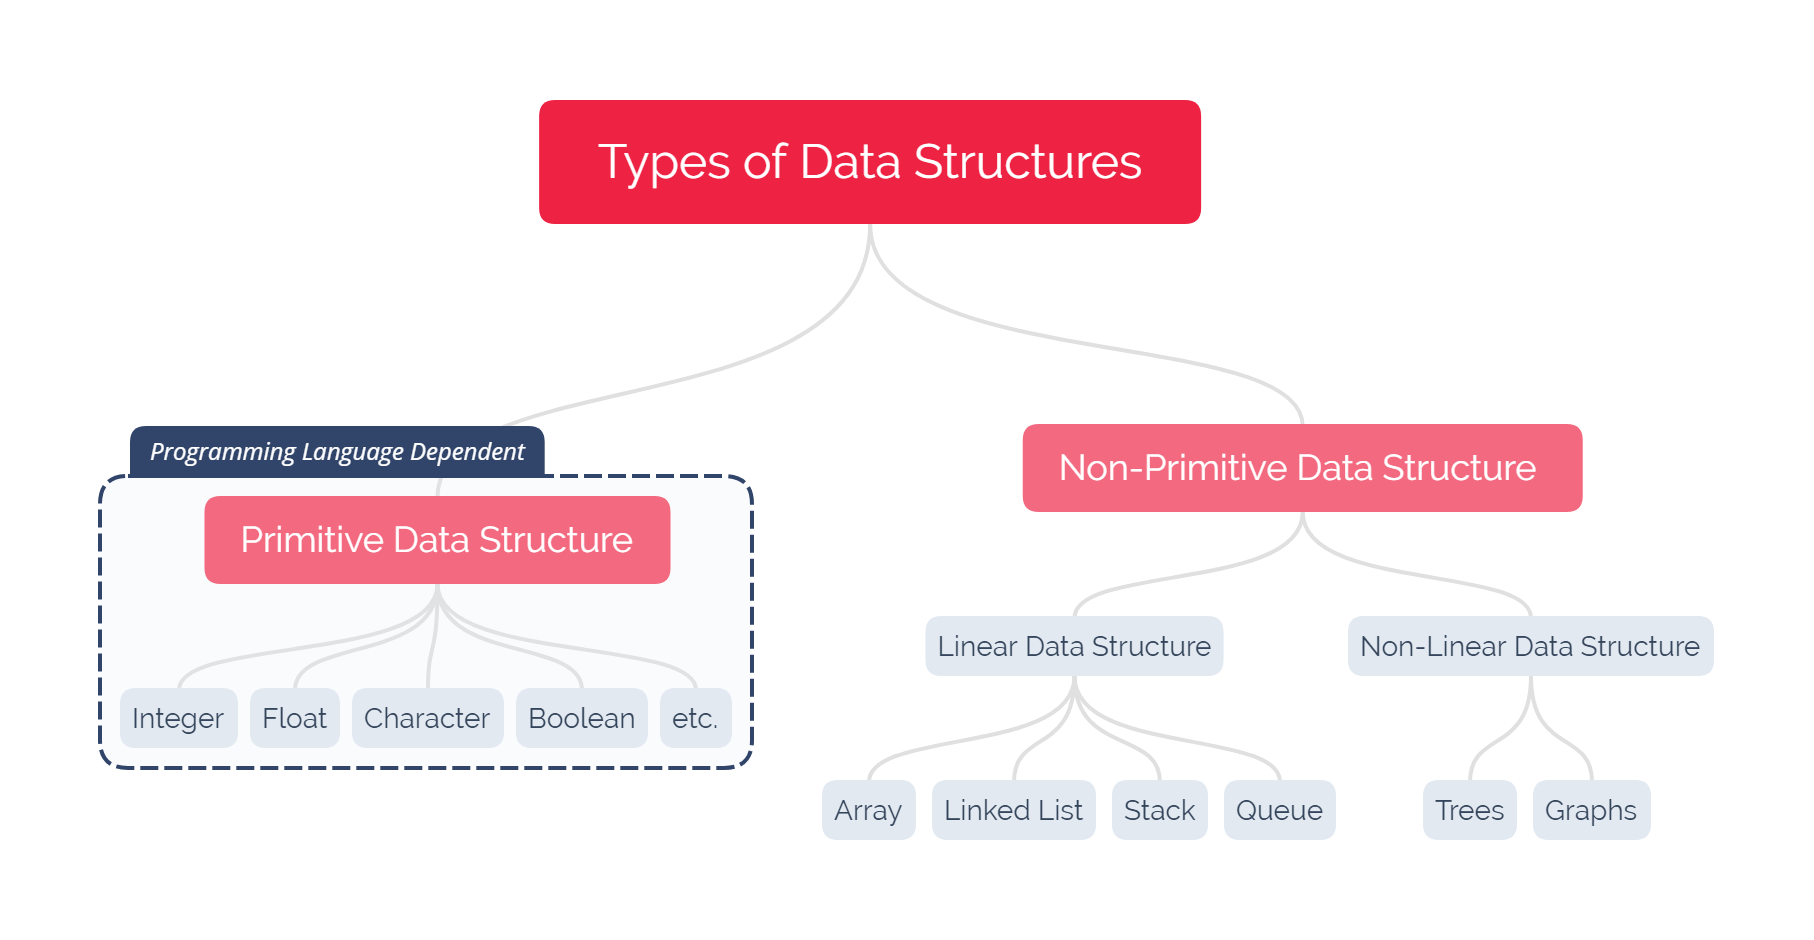 Types of Data Structures
Programming Language Dependent
Primitive Data Structure
Integer
Float
Character
Boolean
etc.
Non-Primitive Data Structure
Linear Data Structure
Non-Linear Data Structure
Array
Linked List
Stack
Queue
Trees
Graphs